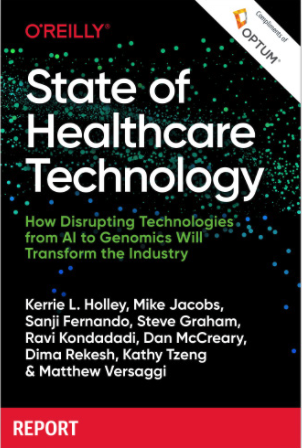 O'REILLY®
Compliments of
OPTUM™
State of
Healthcare
Technology
How Disrupting Technologies
from AI to Genomics Will
Transform the Industry
Kerrie L. Holley, Mike Jacobs,
Sanji Fernando, Steve Graham,
Ravi Kondadadi, Dan McCreary,
Dima Rekesh, Kathy Tzeng
& Matthew Versaggi
REPORT